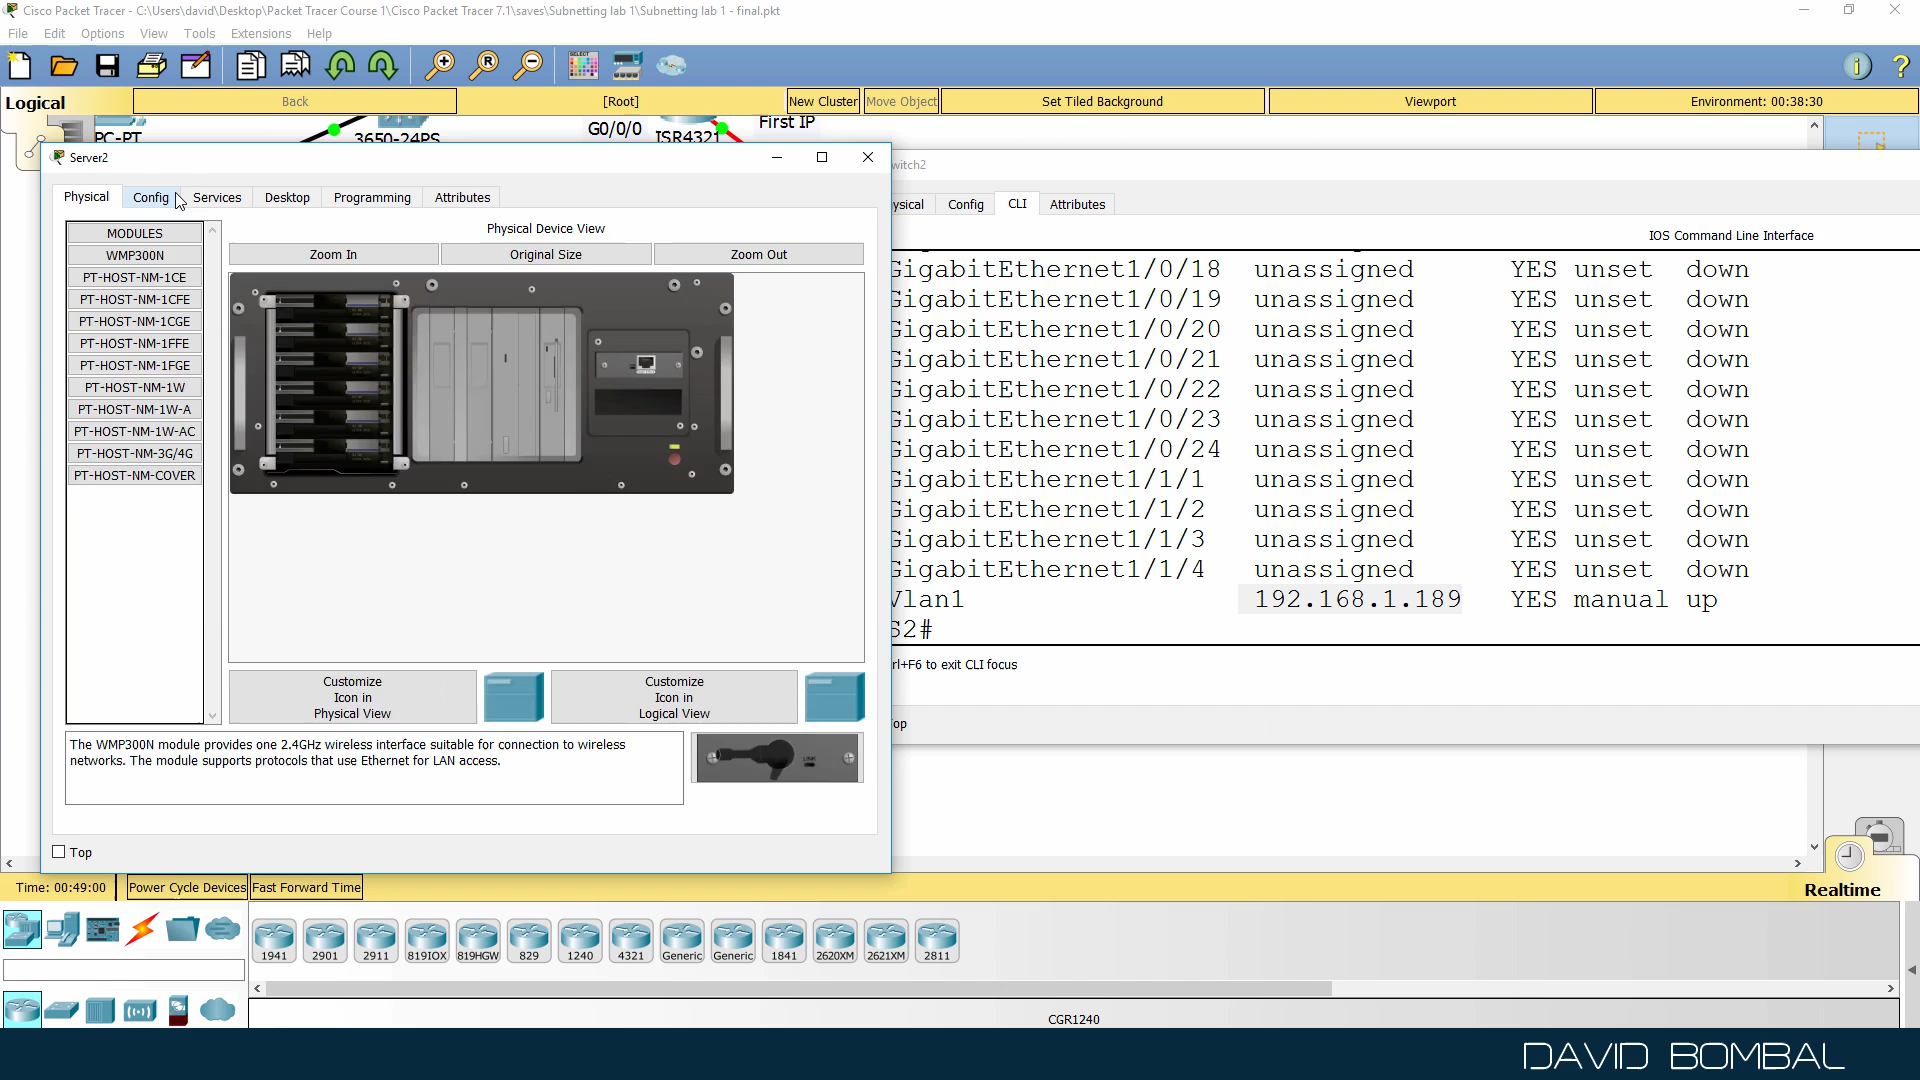 Cisco Packet Tracer - C:\Users\david\Desktop\Packet Tracer Course 1\Cisco Packet Tracer 7.1\saves\Subnetting lab 1\Subnetting lab 1 - final.pkt
File Edit Options View Tools Extensions Help
Logical Back [Root] New Cluster Move Object Set Tiled Background Viewport Environment: 00:38:30
PC-PT 3650-24PS G0/0/0 ISR4321 First IP
Server2
Physical Config Services Desktop Programming Attributes
MODULES
WMP300N
PT-HOST-NM-1CE
PT-HOST-NM-1CFE
PT-HOST-NM-1CGE
PT-HOST-NM-1FFE
PT-HOST-NM-1FGE
PT-HOST-NM-1W
PT-HOST-NM-1W-A
PT-HOST-NM-1W-AC
PT-HOST-NM-3G/4G
PT-HOST-NM-COVER
Physical Device View
Zoom In Original Size Zoom Out
Customize
Icon in
Physical View
Customize
Icon in
Logical View
The WMP300N module provides one 2.4GHz wireless interface suitable for connection to wireless
networks. The module supports protocols that use Ethernet for LAN access.
Top
witch2
ysical Config CLI Attributes
IOS Command Line Interface
GigabitEthernet1/0/18 unassigned YES unset down
GigabitEthernet1/0/19 unassigned YES unset down
GigabitEthernet1/0/20 unassigned YES unset down
GigabitEthernet1/0/21 unassigned YES unset down
GigabitEthernet1/0/22 unassigned YES unset down
GigabitEthernet1/0/23 unassigned YES unset down
GigabitEthernet1/0/24 unassigned YES unset down
GigabitEthernet1/1/1 unassigned YES unset down
GigabitEthernet1/1/2 unassigned YES unset down
GigabitEthernet1/1/3 unassigned YES unset down
GigabitEthernet1/1/4 unassigned YES unset down
Vlan1 192.168.1.189 YES manual up
S2#
rl+F6 to exit CLI focus
op
Time: 00:49:00 Power Cycle Devices Fast Forward Time Realtime
1941 2901 2911 819IOX 819HGW 829 1240 4321 Generic Generic 1841 2620XM 2621XM 2811
CGR1240
DAVID BOMBAL